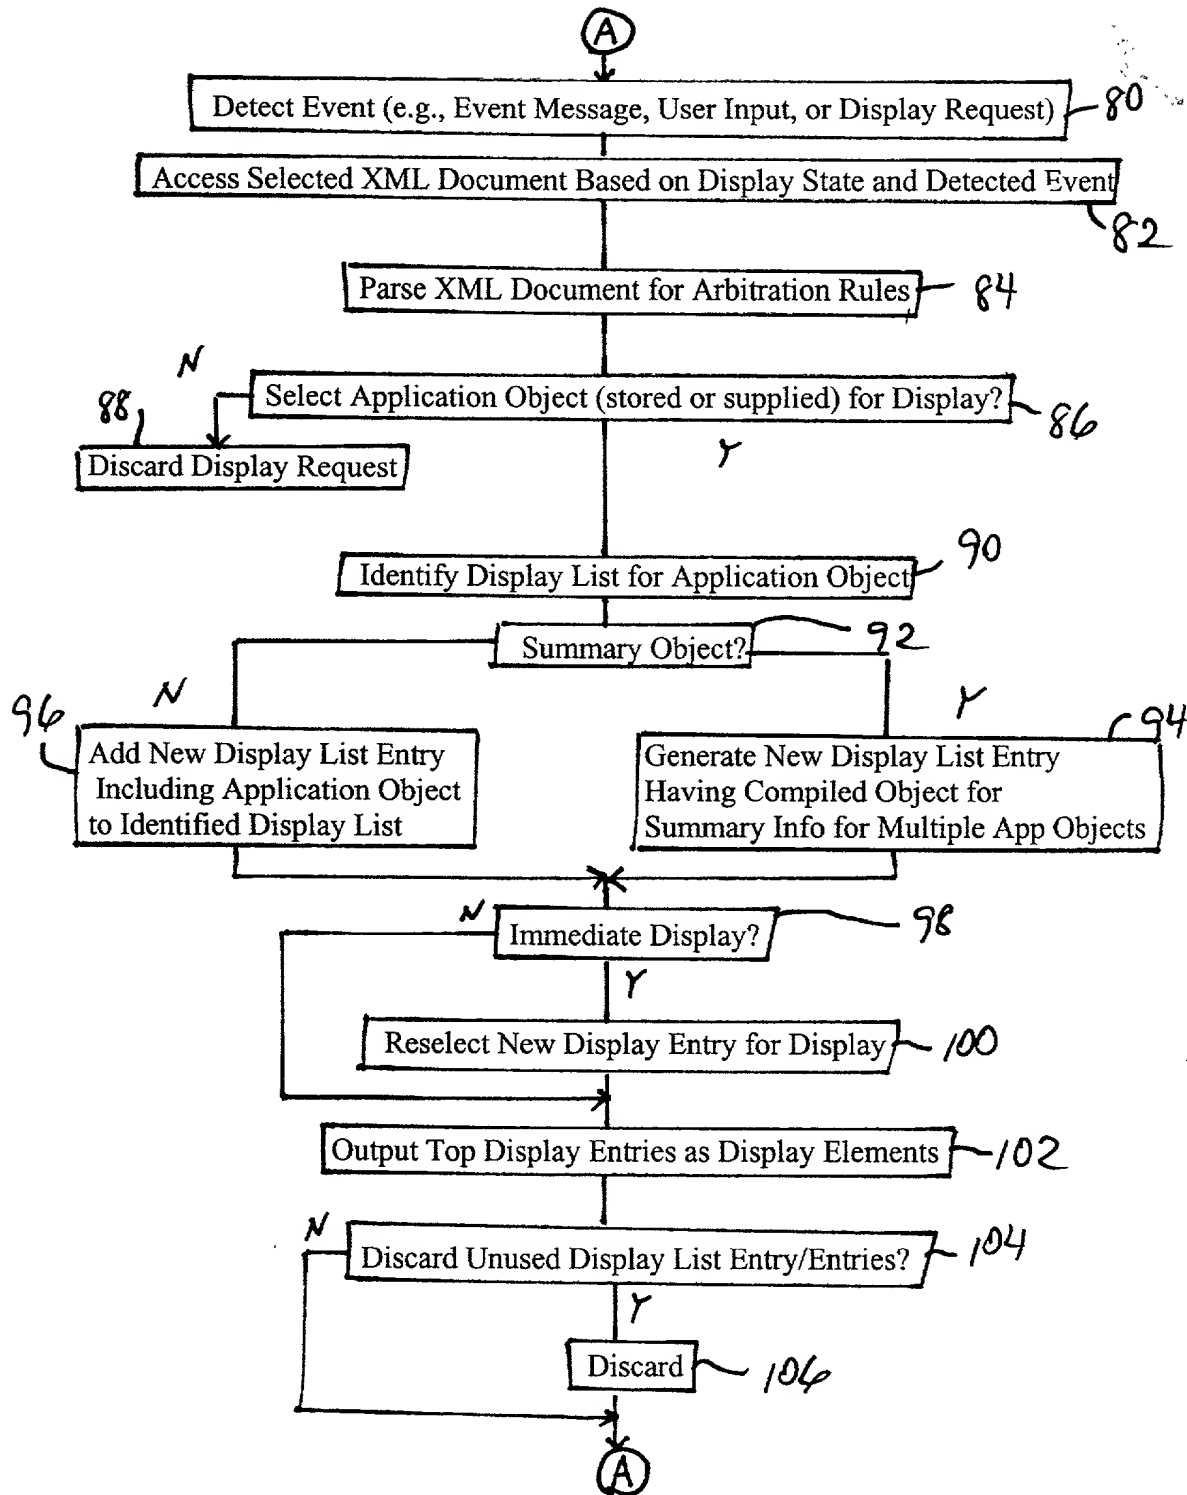 A
Detect Event (e.g., Event Message, User Input, or Display Request)
80
Access Selected XML Document Based on Display State and Detected Event
82
Parse XML Document for Arbitration Rules
84
N
Select Application Object (stored or supplied) for Display?
86
88
Y
Discard Display Request
90
Identify Display List for Application Object
Summary Object?
92
N
Y
96
94
Add New Display List Entry
Including Application Object
to Identified Display List
Generate New Display List Entry
Having Compiled Object for
Summary Info for Multiple App Objects
N
Immediate Display?
98
Y
Reselect New Display Entry for Display
100
Output Top Display Entries as Display Elements
102
N
Discard Unused Display List Entry/Entries?
104
Y
Discard
106
A